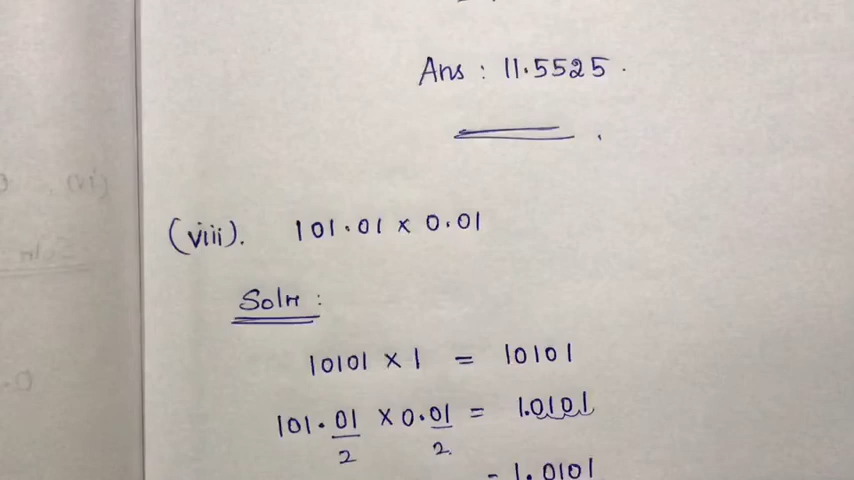 Ans : 11.5525.
(viii). 101.01 × 0.01
Soln :
10101 × 1 = 10101
101.01 × 0.01 = 1.0101
2 2
= 1.0101